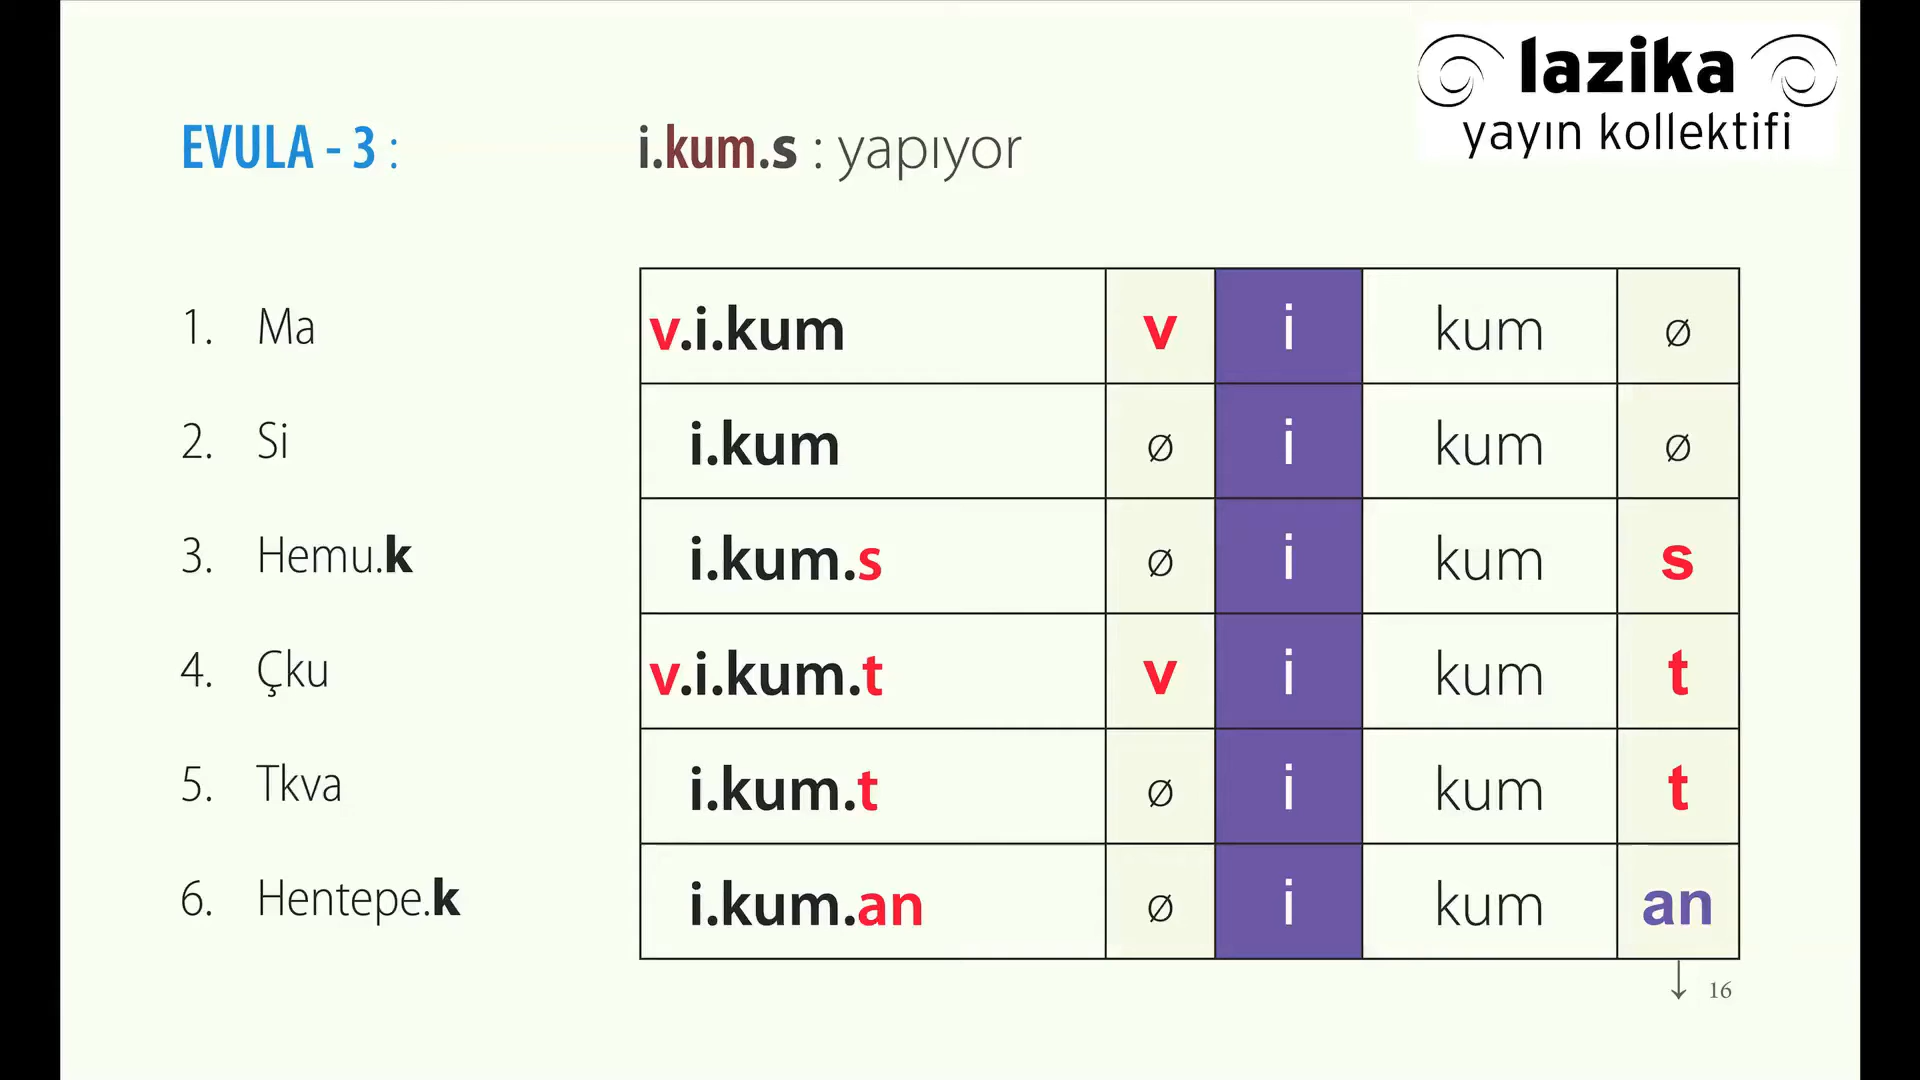 lazika
yayın kollektifi
EVULA - 3 : i.kum.s : yapıyor
1. Ma v.i.kum v i kum ø
2. Si i.kum ø i kum ø
3. Hemu.k i.kum.s ø i kum s
4. Çku v.i.kum.t v i kum t
5. Tkva i.kum.t ø i kum t
6. Hentepe.k i.kum.an ø i kum an
↓ 16